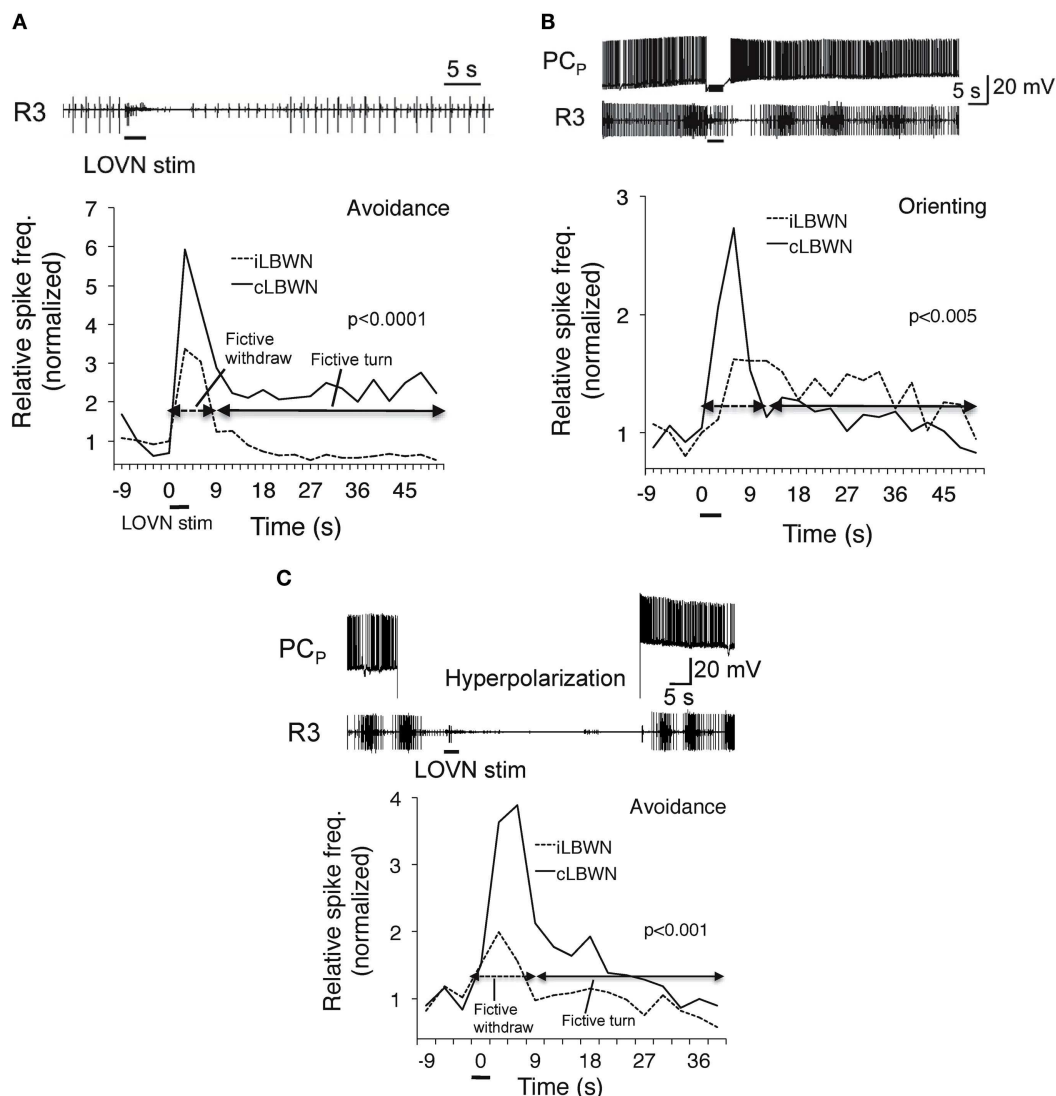 A
5 s
R3
LOVN stim
Avoidance
Relative spike freq.
(normalized)
7
6
5
4
3
2
1
iLBWN
cLBWN
p<0.0001
Fictive
withdraw
Fictive turn
-9 0 9 18 27 36 45
LOVN stim
Time (s)
B
PCP
5 s 20 mV
R3
Orienting
Relative spike freq.
(normalized)
3
2
1
iLBWN
cLBWN
p<0.005
-9 0 9 18 27 36 45
Time (s)
C
PCP
Hyperpolarization
20 mV
5 s
R3
LOVN stim
Avoidance
Relative spike freq.
(normalized)
4
3
2
1
iLBWN
cLBWN
p<0.001
Fictive
withdraw
Fictive turn
-9 0 9 18 27 36
Time (s)